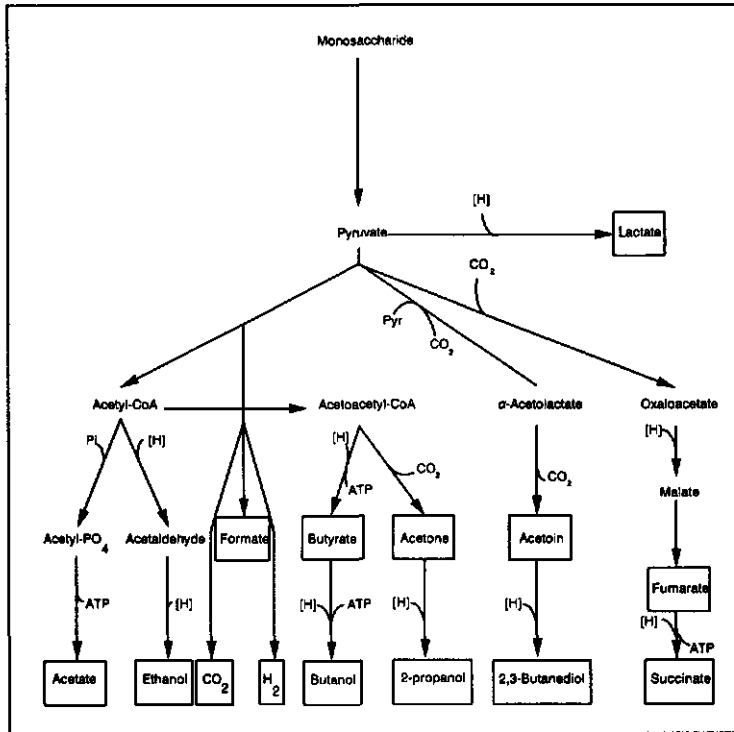 Monosaccharide
[H]
Pyruvate
Lactate
CO2
Pyr
CO2
Acetyl-CoA
Acetoacetyl-CoA
α-Acetolactate
Oxaloacetate
Pi
[H]
[H]
CO2
CO2
[H]
ATP
Malate
Acetyl-PO4
Acetaldehyde
Formate
Butyrate
Acetone
Acetoin
Fumarate
ATP
[H]
[H]
ATP
[H]
[H]
[H]
ATP
Acetate
Ethanol
CO2
H2
Butanol
2-propanol
2,3-Butanediol
Succinate